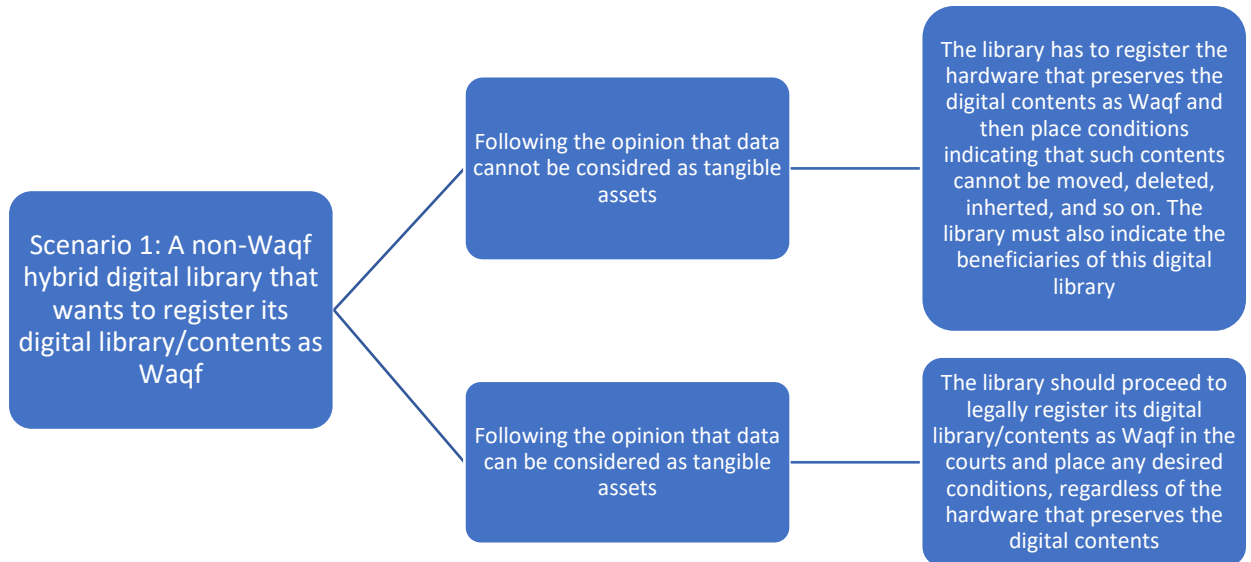 Scenario 1: A non-Waqf
hybrid digital library that
wants to register its
digital library/contents as
Waqf
Following the opinion that data
cannot be considred as tangible
assets
The library has to register the
hardware that preserves the
digital contents as Waqf and
then place conditions
indicating that such contents
cannot be moved, deleted,
inherited, and so on. The
library must also indicate the
beneficiaries of this digital
library
Following the opinion that data
can be considered as tangible
assets
The library should proceed to
legally register its digital
library/contents as Waqf in the
courts and place any desired
conditions, regardless of the
hardware that preserves the
digital contents